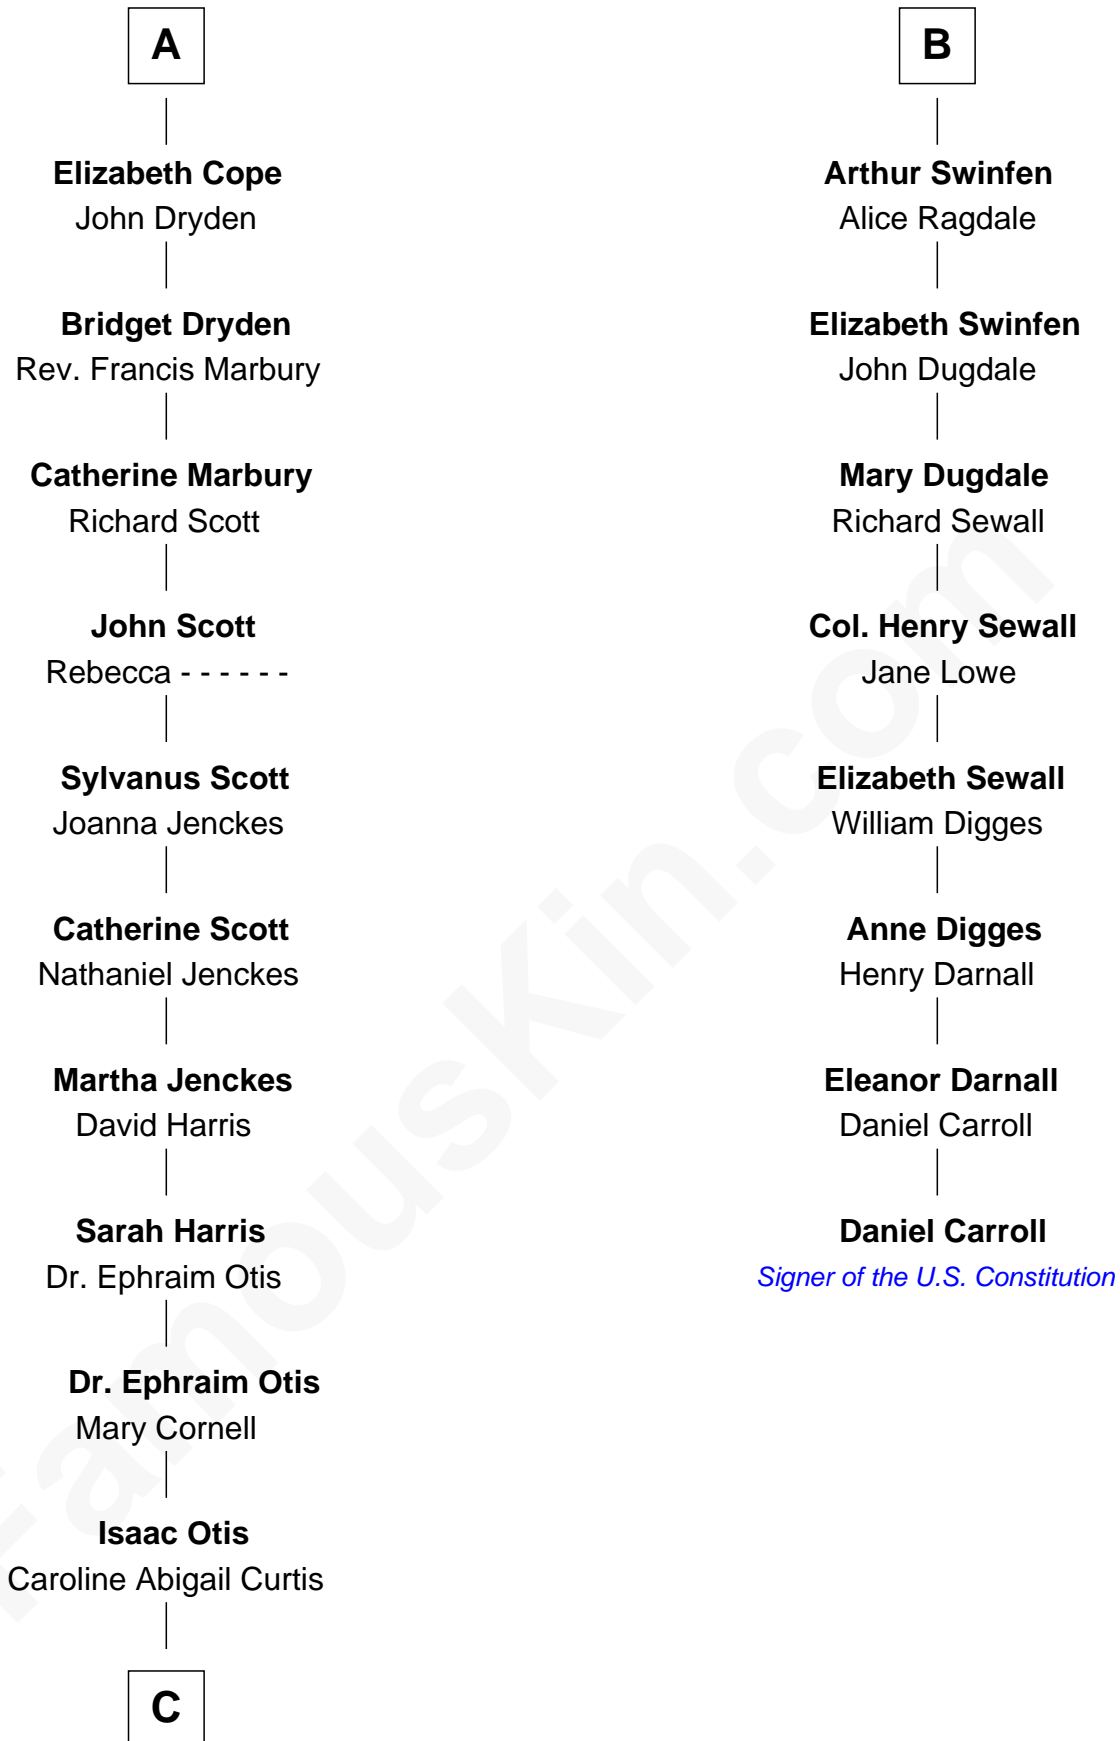 A
Elizabeth Cope
John Dryden
Bridget Dryden
Rev. Francis Marbury
Catherine Marbury
Richard Scott
John Scott
Rebecca - - - - - -
Sylvanus Scott
Joanna Jenckes
Catherine Scott
Nathaniel Jenckes
Martha Jenckes
David Harris
Sarah Harris
Dr. Ephraim Otis
Dr. Ephraim Otis
Mary Cornell
Isaac Otis
Caroline Abigail Curtis
C
B
Arthur Swinfen
Alice Ragdale
Elizabeth Swinfen
John Dugdale
Mary Dugdale
Richard Sewall
Col. Henry Sewall
Jane Lowe
Elizabeth Sewall
William Digges
Anne Digges
Henry Darnall
Eleanor Darnall
Daniel Carroll
Daniel Carroll
Signer of the U.S. Constitution
FamousKin.com